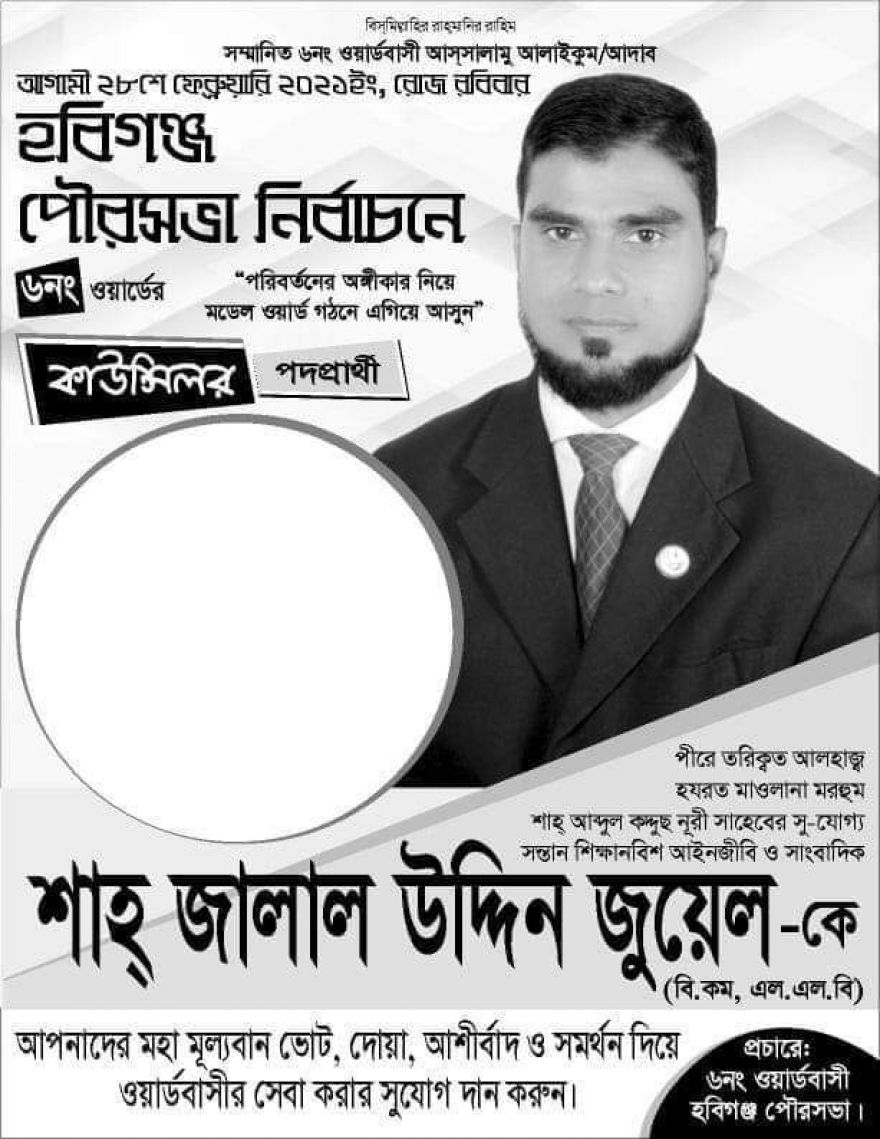 বিস্‌মিল্লাহির রাহ্‌মানির রাহিম
সম্মানিত ৬নং ওয়ার্ডবাসী আস্‌সালামু আলাইকুম/আদাব
আগামী ২৮শে ফেব্রুয়ারি ২০২১ইং, রোজ রবিবার
হবিগঞ্জ
পৌরসভা নির্বাচনে
৬নং ওয়ার্ডের
“পরিবর্তনের অঙ্গীকার নিয়ে
মডেল ওয়ার্ড গঠনে এগিয়ে আসুন”
কাউন্সিলর পদপ্রার্থী
পীরে তরিক্বত আলহাজ্ব
হযরত মাওলানা মরহুম
শাহ্ আব্দুল কদ্দুছ নূরী সাহেবের সু-যোগ্য
সন্তান শিক্ষানবিশ আইনজীবি ও সাংবাদিক
শাহ্ জালাল উদ্দিন জুয়েল-কে
(বি.কম, এল.এল.বি)
আপনাদের মহা মূল্যবান ভোট, দোয়া, আশীর্বাদ ও সমর্থন দিয়ে
ওয়ার্ডবাসীর সেবা করার সুযোগ দান করুন।
প্রচারে:
৬নং ওয়ার্ডবাসী
হবিগঞ্জ পৌরসভা।